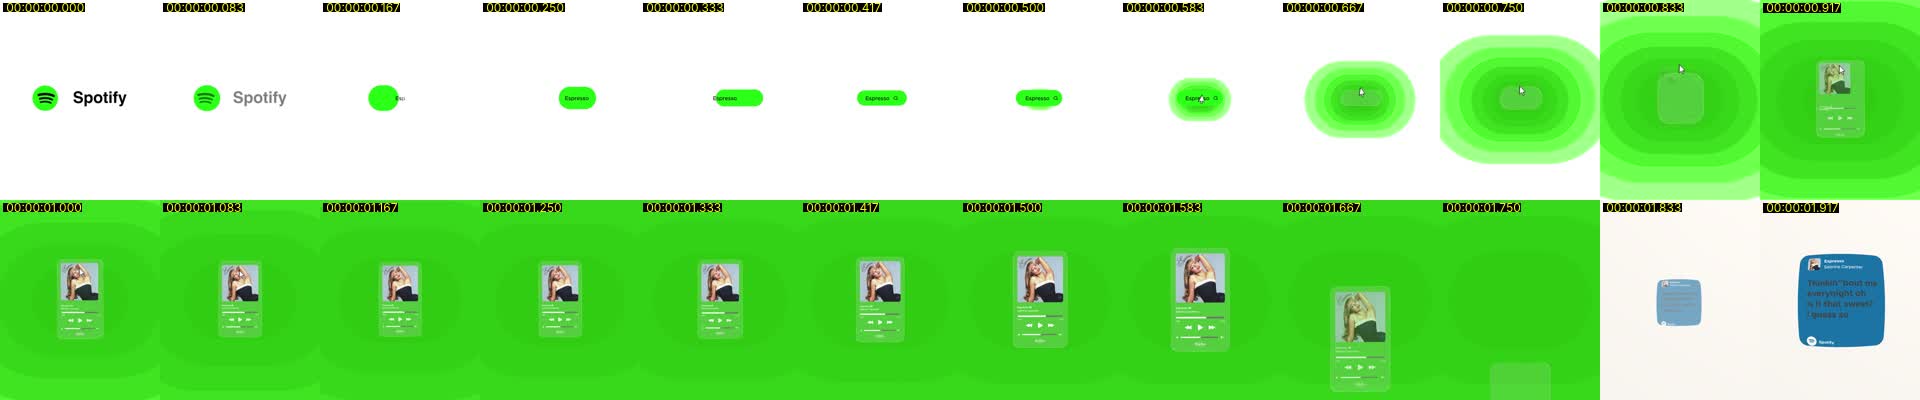 00:00:00.000
00:00:00.083
00:00:00.167
00:00:00.250
00:00:00.333
00:00:00.417
00:00:00.500
00:00:00.583
00:00:00.667
00:00:00.750
00:00:00.833
00:00:00.917
Spotify
Spotify
Esp
Espresso
Espresso
Espresso
Espresso
Espresso
00:00:01.000
00:00:01.083
00:00:01.167
00:00:01.250
00:00:01.333
00:00:01.417
00:00:01.500
00:00:01.583
00:00:01.667
00:00:01.750
00:00:01.833
00:00:01.917
Espresso
Sabrina Carpenter
Thinkin' 'bout me
everynight oh
that sweet?
I guess so
Spotify